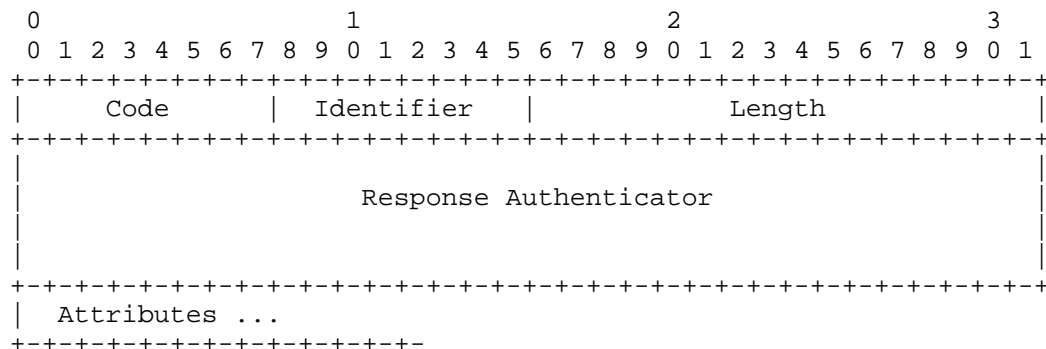 0                   1                   2                   3
 0 1 2 3 4 5 6 7 8 9 0 1 2 3 4 5 6 7 8 9 0 1 2 3 4 5 6 7 8 9 0 1
+-+-+-+-+-+-+-+-+-+-+-+-+-+-+-+-+-+-+-+-+-+-+-+-+-+-+-+-+-+-+-+-+
|     Code      |  Identifier   |            Length             |
+-+-+-+-+-+-+-+-+-+-+-+-+-+-+-+-+-+-+-+-+-+-+-+-+-+-+-+-+-+-+-+-+
|                                                               |
|                     Response Authenticator                    |
|                                                               |
|                                                               |
+-+-+-+-+-+-+-+-+-+-+-+-+-+-+-+-+-+-+-+-+-+-+-+-+-+-+-+-+-+-+-+-+
|  Attributes ...
+-+-+-+-+-+-+-+-+-+-+-+-+-